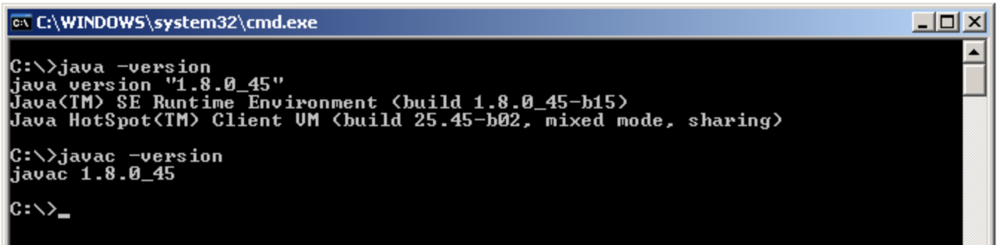 C:\WINDOWS\system32\cmd.exe
C:\>java -version
java version "1.8.0_45"
Java(TM) SE Runtime Environment (build 1.8.0_45-b15)
Java HotSpot(TM) Client VM (build 25.45-b02, mixed mode, sharing)
C:\>javac -version
javac 1.8.0_45
C:\>_